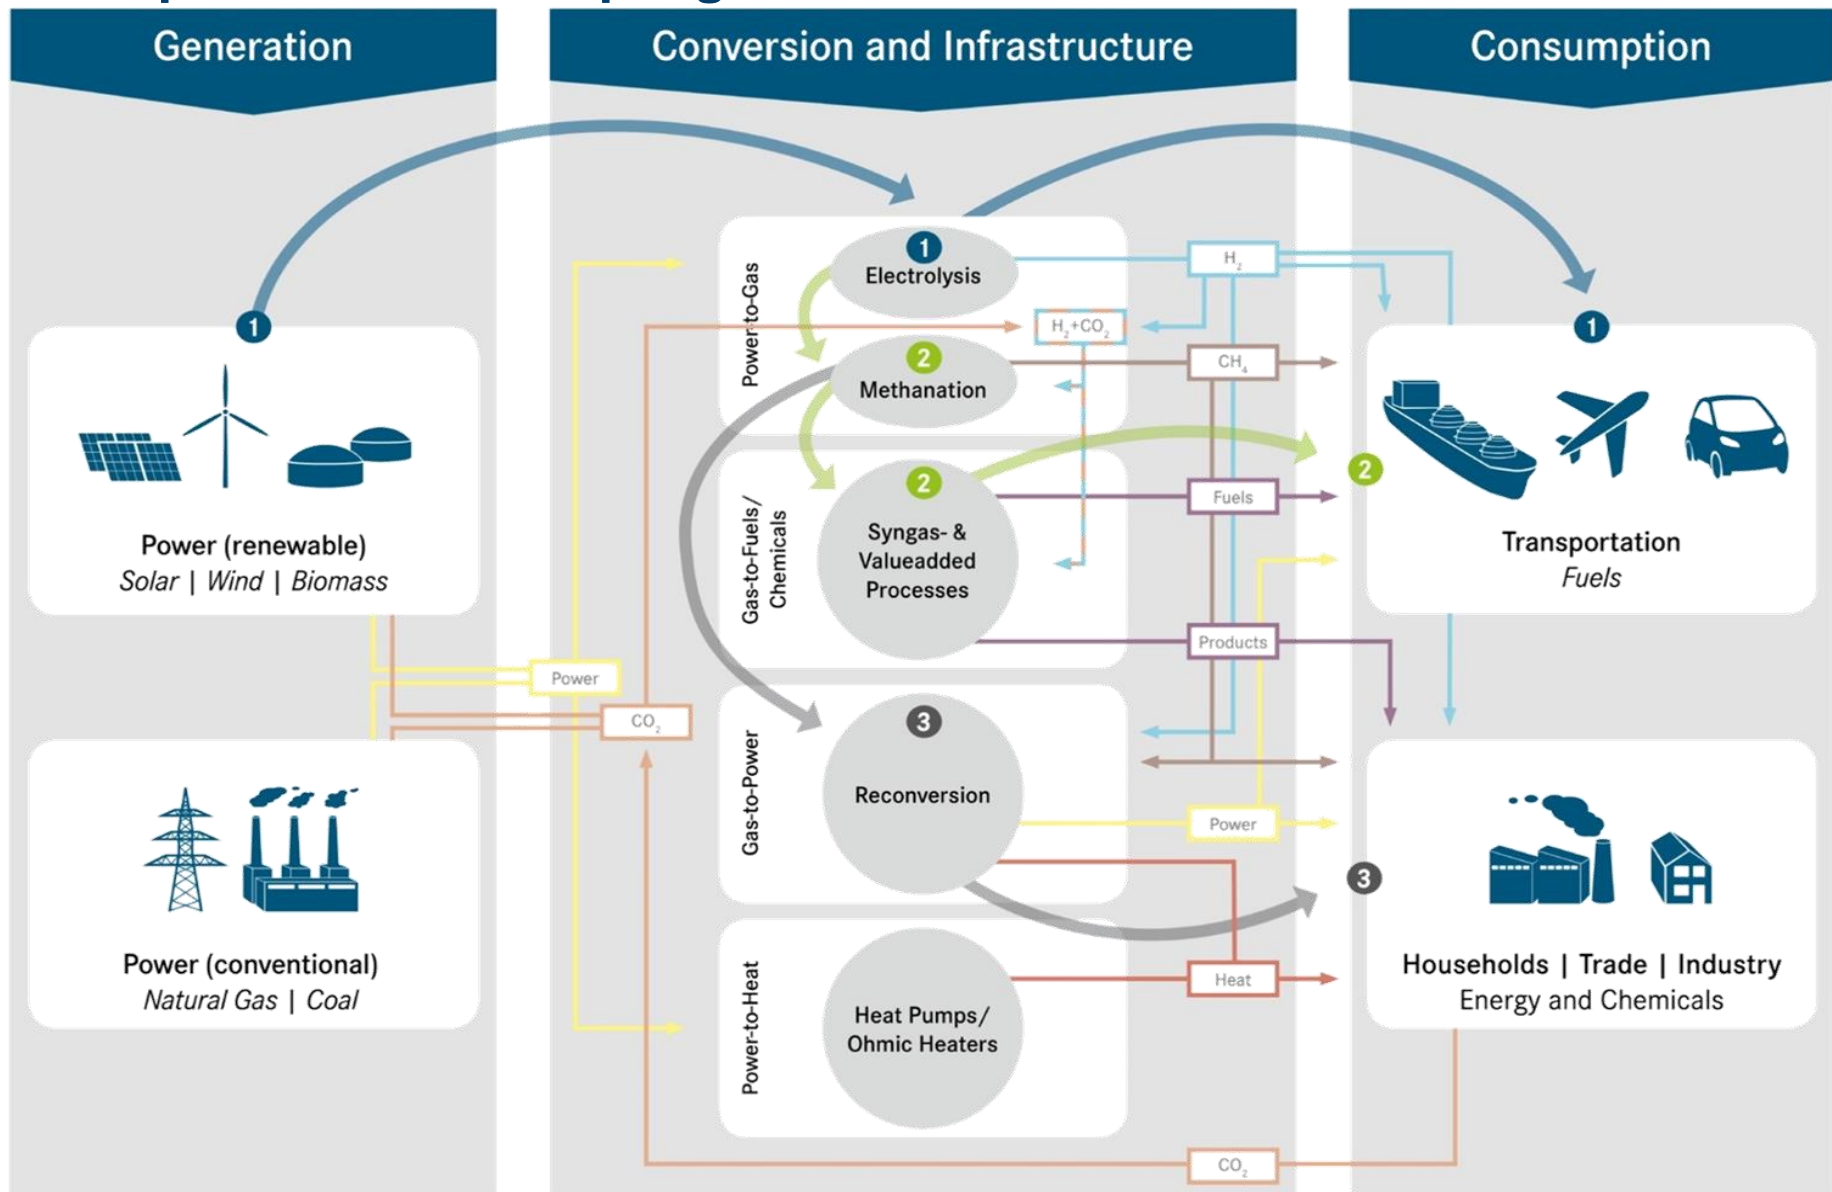 Generation
Conversion and Infrastructure
Consumption
1
Power (renewable)
Solar | Wind | Biomass
Power (conventional)
Natural Gas | Coal
Power
CO₂
Power-to-Gas
1
Electrolysis
2
Methanation
H₂
H₂+CO₂
CH₄
Gas-to-Fuels/
Chemicals
2
Syngas- &
Valueadded
Processes
Fuels
Products
Gas-to-Power
3
Reconversion
Power
Power-to-Heat
Heat Pumps/
Ohmic Heaters
Heat
CO₂
1
2
Transportation
Fuels
3
Households | Trade | Industry
Energy and Chemicals